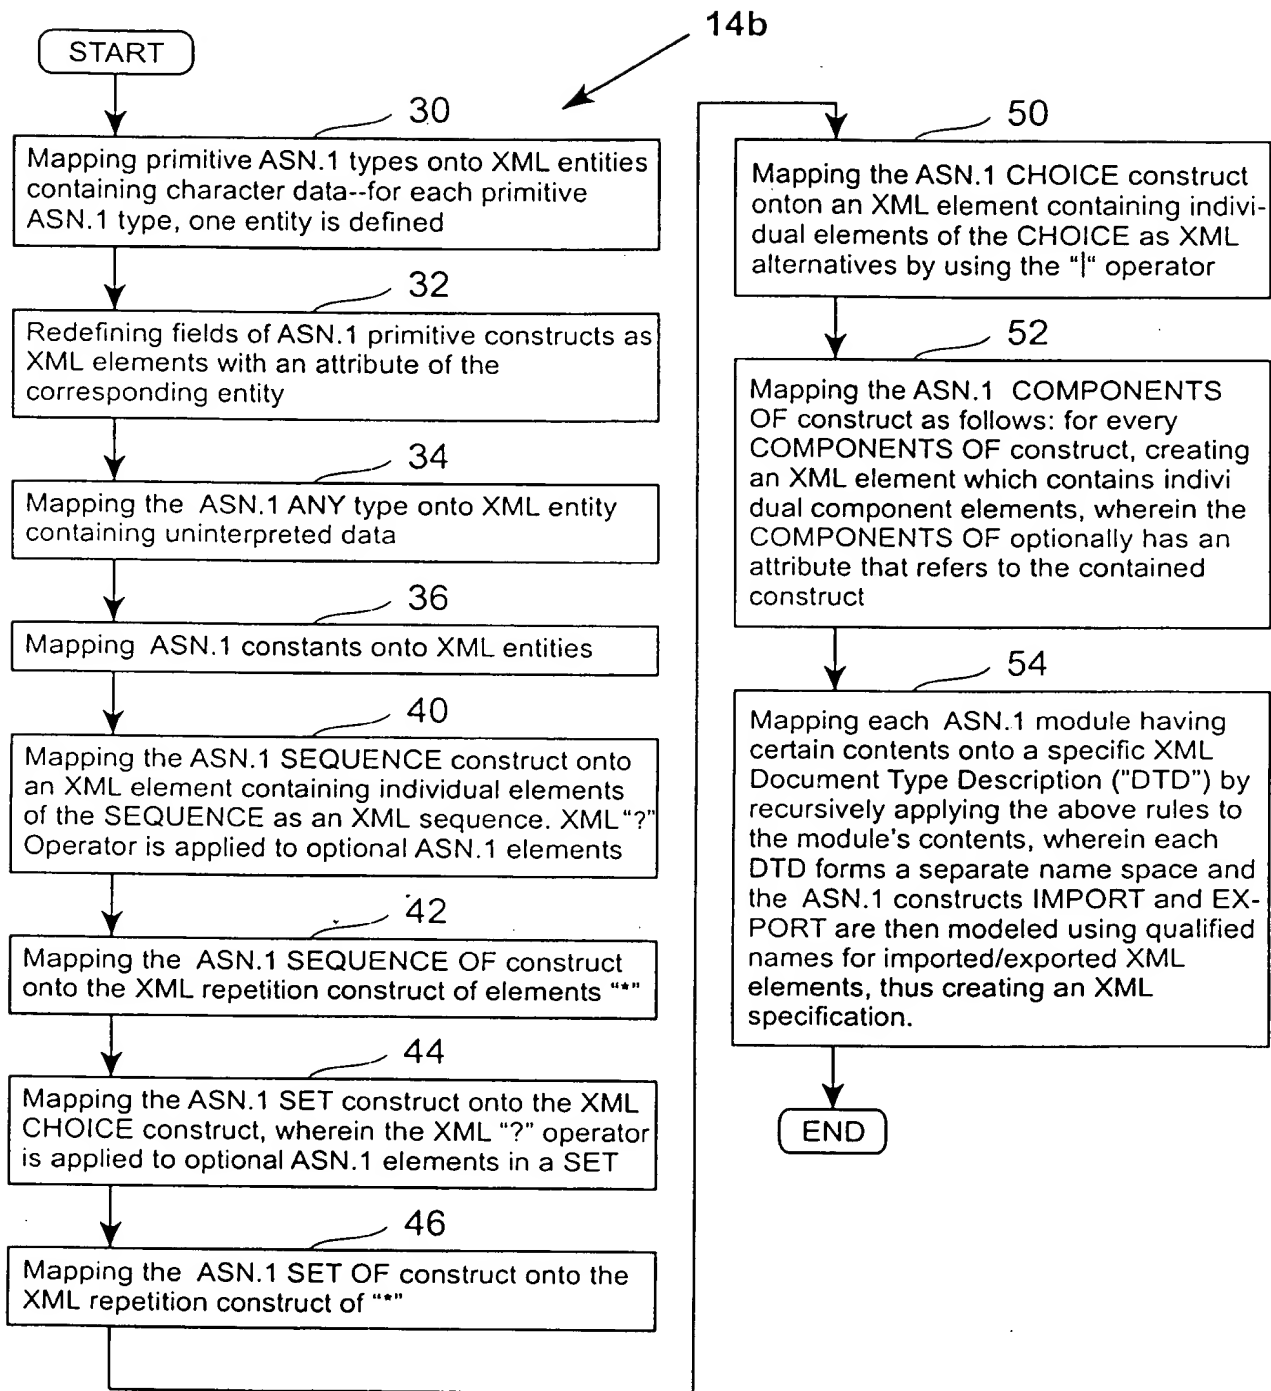 14b
START
30
Mapping primitive ASN.1 types onto XML entities
containing character data--for each primitive
ASN.1 type, one entity is defined
32
Redefining fields of ASN.1 primitive constructs as
XML elements with an attribute of the
corresponding entity
34
Mapping the ASN.1 ANY type onto XML entity
containing uninterpreted data
36
Mapping ASN.1 constants onto XML entities
40
Mapping the ASN.1 SEQUENCE construct onto
an XML element containing individual elements
of the SEQUENCE as an XML sequence. XML “?”
Operator is applied to optional ASN.1 elements
42
Mapping the ASN.1 SEQUENCE OF construct
onto the XML repetition construct of elements “*”
44
Mapping the ASN.1 SET construct onto the XML
CHOICE construct, wherein the XML “?” operator
is applied to optional ASN.1 elements in a SET
46
Mapping the ASN.1 SET OF construct onto the
XML repetition construct of “*”
50
Mapping the ASN.1 CHOICE construct
onton an XML element containing indivi-
dual elements of the CHOICE as XML
alternatives by using the “|“ operator
52
Mapping the ASN.1 COMPONENTS
OF construct as follows: for every
COMPONENTS OF construct, creating
an XML element which contains indivi
dual component elements, wherein the
COMPONENTS OF optionally has an
attribute that refers to the contained
construct
54
Mapping each ASN.1 module having
certain contents onto a specific XML
Document Type Description ("DTD") by
recursively applying the above rules to
the module's contents, wherein each
DTD forms a separate name space and
the ASN.1 constructs IMPORT and EX-
PORT are then modeled using qualified
names for imported/exported XML
elements, thus creating an XML
specification.
END